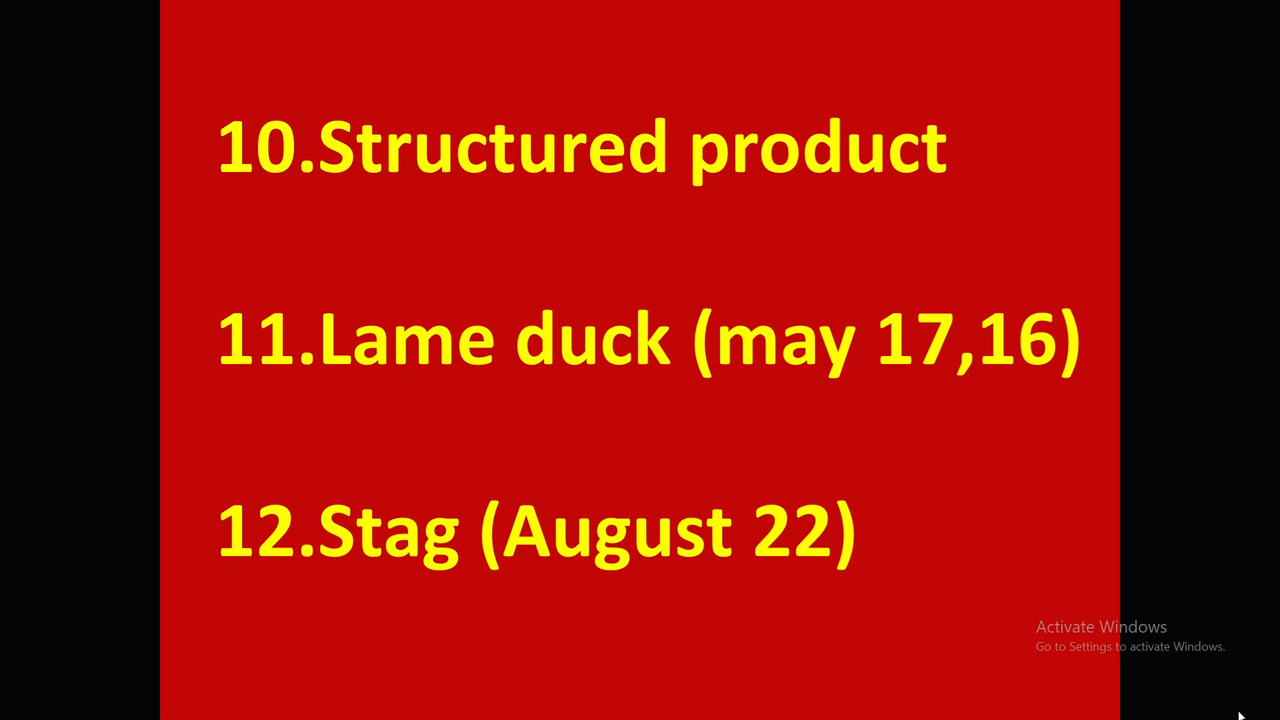 10.Structured product
11.Lame duck (may 17,16)
12.Stag (August 22)
Activate Windows
Go to Settings to activate Windows.